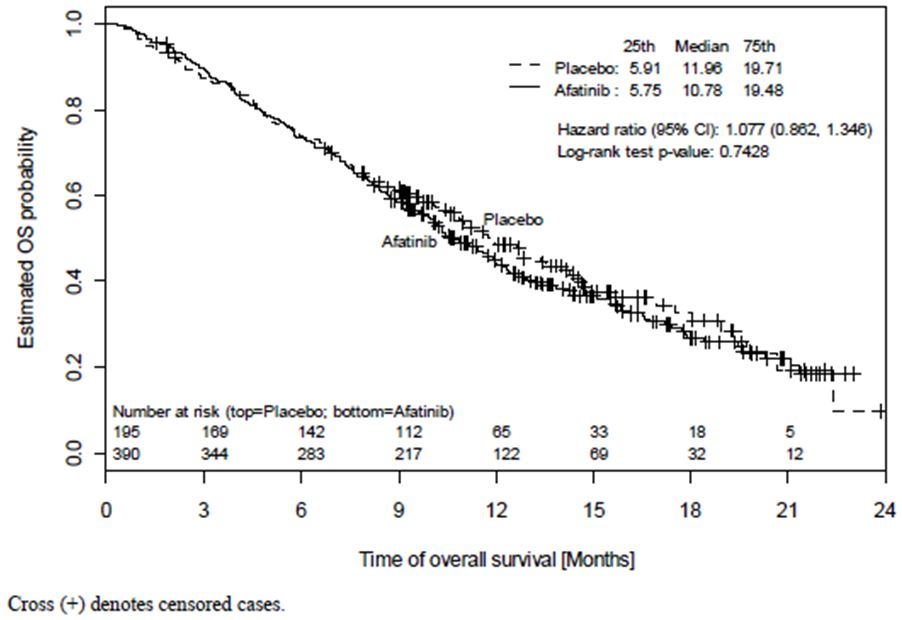 25th Median 75th
Placebo: 5.91 11.96 19.71
Afatinib : 5.75 10.78 19.48
Hazard ratio (95% CI): 1.077 (0.862, 1.346)
Log-rank test p-value: 0.7428
Estimated OS probability
1.0
0.8
0.6
0.4
0.2
0.0
Placebo
Afatinib
Number at risk (top=Placebo; bottom=Afatinib)
195 169 142 112 65 33 18 5
390 344 283 217 122 69 32 12
0 3 6 9 12 15 18 21 24
Time of overall survival [Months]
Cross (+) denotes censored cases.